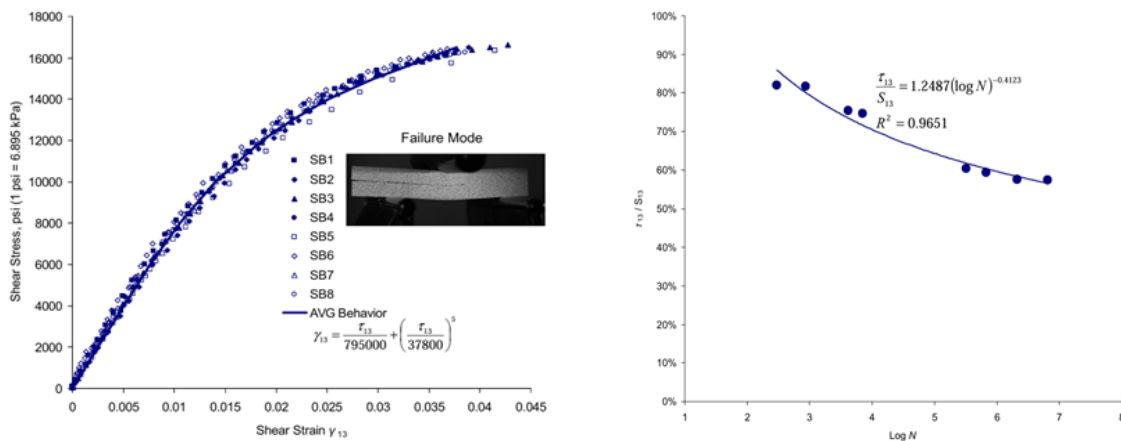 18000
16000
14000
12000
10000
8000
6000
4000
2000
0
Shear Stress, psi (1 psi = 6.895 kPa)
0 0.005 0.01 0.015 0.02 0.025 0.03 0.035 0.04 0.045
Shear Strain γ13
Failure Mode
SB1
SB2
SB3
SB4
SB5
SB6
SB7
SB8
AVG Behavior
γ13 = τ13/795000 + (τ13/37800)^5
100%
90%
80%
70%
60%
50%
40%
30%
20%
10%
0%
τ13 / S13
1 2 3 4 5 6 7 8
Log N
τ13/S13 = 1.2487(log N)^−0.4123
R² = 0.9651